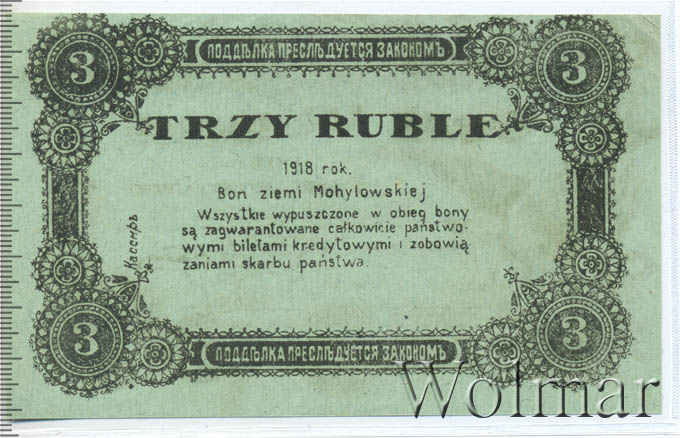 ПОДДѢЛКА ПРЕСЛѢДУЕТСЯ ЗАКОНОМЪ
3 3
TRZY RUBLE
1918 rok.
Bon ziemi Mohylowskiej
Wszystkie wypuszczone w obieg bony
są zagwarantowane całkowicie państwo-
wymi biletami kredytowymi i zobowią
zaniami skarbu państwa.
Кассиръ
3 3
ПОДДѢЛКА ПРЕСЛѢДУЕТСЯ ЗАКОНОМЪ
Wolmar